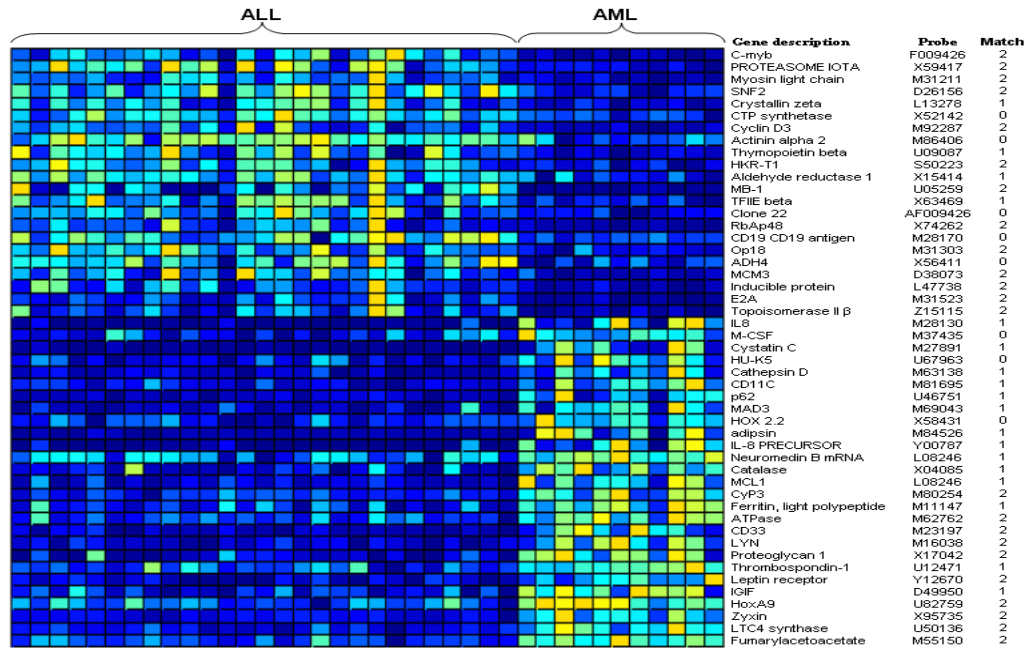 ALL AML
Gene description Probe Match
C-myb F009426 2
PROTEASOME IOTA X59417 2
Myosin light chain M31211 2
SNF2 D26156 2
Crystallin zeta L13278 1
CTP synthetase X52142 0
Cyclin D3 M92287 2
Actinin alpha 2 M86406 0
Thymopoietin beta U09087 1
HKR-T1 S50223 2
Aldehyde reductase 1 X15414 1
MB-1 U05259 2
TFIIE beta X63469 1
Clone 22 AF009426 0
RbAp48 X74262 2
CD19 CD19 antigen M28170 0
Op18 M31303 2
ADH4 X56411 0
MCM3 D38073 2
Inducible protein L47738 2
E2A M31523 2
Topoisomerase II β Z15115 2
IL8 M28130 1
M-CSF M37435 0
Cystatin C M27891 1
HU-K5 U67963 0
Cathepsin D M63138 1
CD11C M81695 1
p62 U46751 1
MAD3 M69043 1
HOX 2.2 X58431 0
adipsin M84526 1
IL-8 PRECURSOR Y00787 1
Neuromedin B mRNA L08246 1
Catalase X04085 1
MCL1 L08246 1
CyP3 M80254 2
Ferritin, light polypeptide M11147 1
ATPase M62762 2
CD33 M23197 2
LYN M16038 2
Proteoglycan 1 X17042 2
Thrombospondin-1 U12471 1
Leptin receptor Y12670 2
IGIF D49950 1
HoxA9 U82759 2
Zyxin X95735 2
LTC4 synthase U50136 2
Fumarylacetoacetate M55150 2